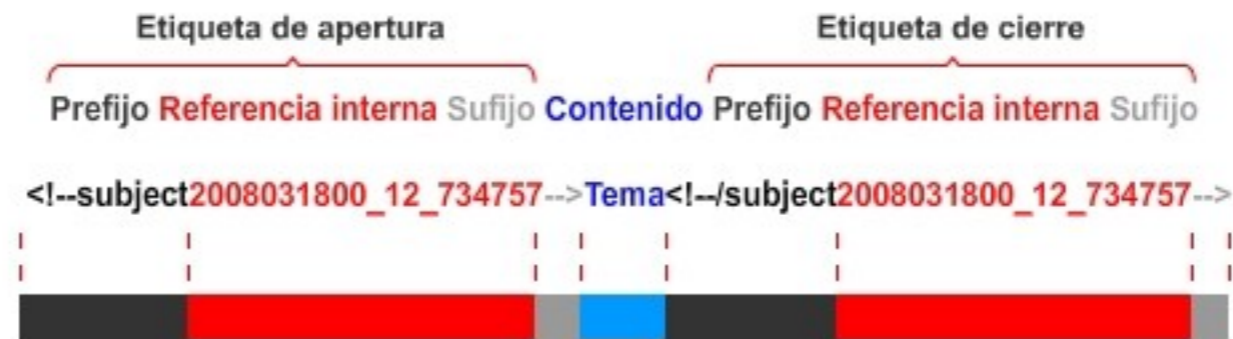 Etiqueta de apertura Etiqueta de cierre
Prefijo Referencia interna Sufijo Contenido Prefijo Referencia interna Sufijo
<!--subject2008031800_12_734757-->Tema<!--/subject2008031800_12_734757-->